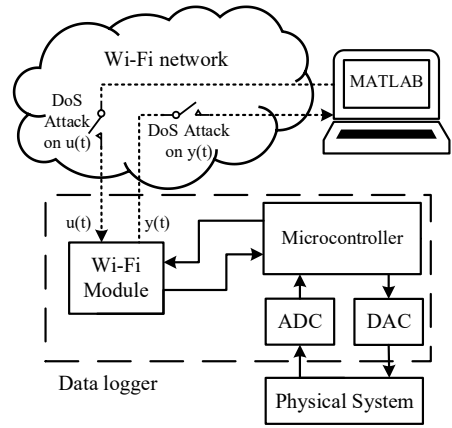 Wi-Fi network
MATLAB
DoS
Attack
on u(t)
DoS Attack
on y(t)
u(t)
y(t)
Wi-Fi
Module
Microcontroller
ADC
DAC
Data logger
Physical System